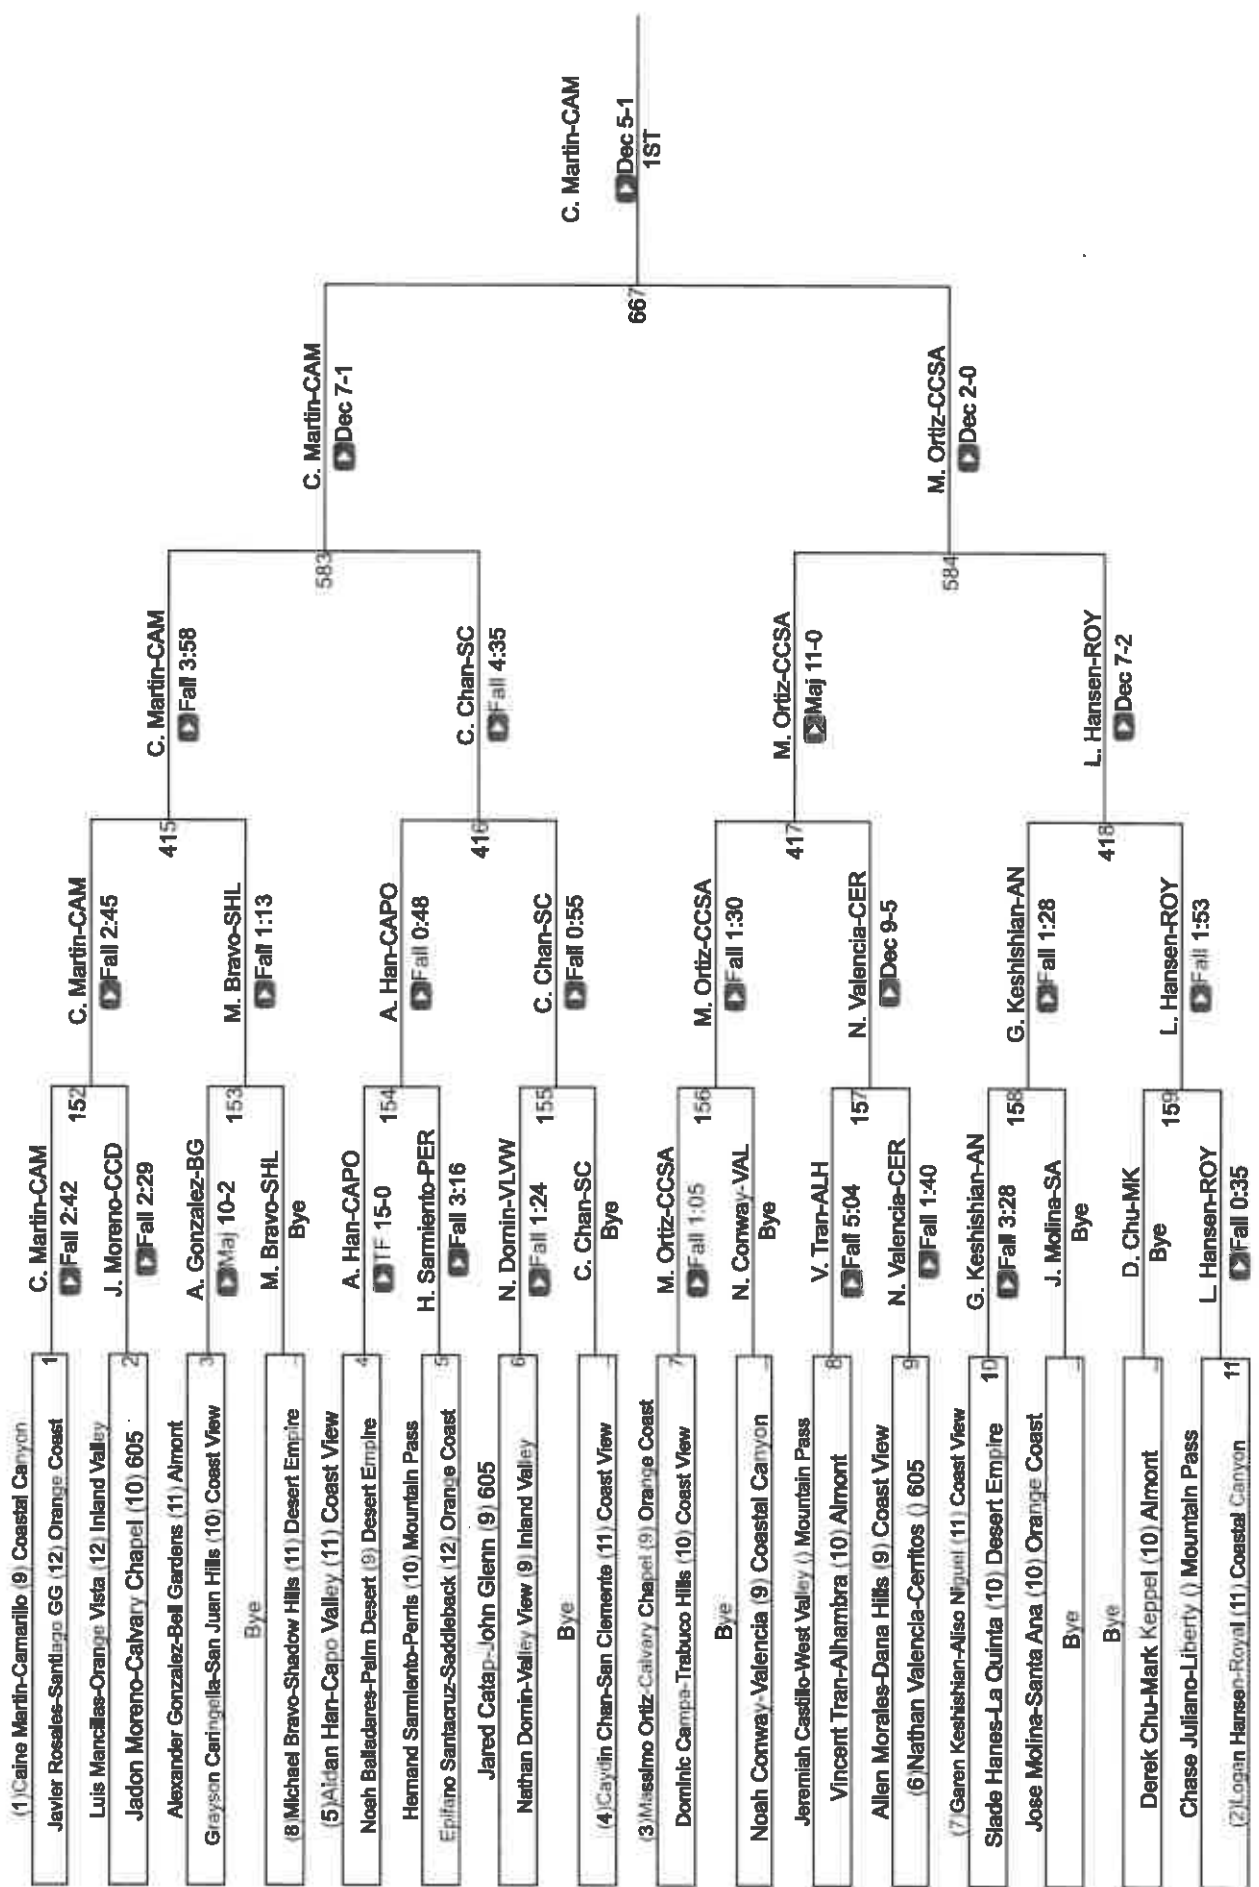 (1)Caine Martin-Camarillo (9) Coastal Canyon
1
Javier Rosales-Santiago GG (12) Orange Coast
Luis Mancillas-Orange Vista (12) Inland Valley
2
Jadon Moreno-Calvary Chapel (10) 605
Alexander Gonzalez-Bell Gardens (11) Almont
3
Grayson Caringella-San Juan Hills (10) Coast View
Bye
(8)Michael Bravo-Shadow Hills (11) Desert Empire
(5)Aidan Han-Capo Valley (11) Coast View
4
Noah Balladares-Palm Desert (9) Desert Empire
Hernand Sarmiento-Perris (10) Mountain Pass
5
Epifano Santacruz-Saddleback (12) Orange Coast
Jared Catap-John Glenn (9) 605
6
Nathan Domin-Valley View (9) Inland Valley
Bye
(4)Caydin Chan-San Clemente (11) Coast View
(3)Massimo Ortiz-Calvary Chapel (9) Orange Coast
7
Dominic Campa-Trabuco Hills (10) Coast View
Bye
Noah Conway-Valencia (9) Coastal Canyon
Jeremiah Castillo-West Valley () Mountain Pass
8
Vincent Tran-Alhambra (10) Almont
Allen Morales-Dana Hills (9) Coast View
9
(6)Nathan Valencia-Cerritos () 605
(7)Garen Keshishian-Aliso Niguel (11) Coast View
10
Slade Hanes-La Quinta (10) Desert Empire
Jose Molina-Santa Ana (10) Orange Coast
Bye
Bye
Derek Chu-Mark Keppel (10) Almont
Chase Juliano-Liberty () Mountain Pass
11
(2)Logan Hansen-Royal (11) Coastal Canyon
C. Martin-CAM
Fall 2:42
152
J. Moreno-CCD
Fall 2:29
A. Gonzalez-BG
Maj 10-2
153
M. Bravo-SHL
Bye
A. Han-CAPO
TF 15-0
154
H. Sarmiento-PER
Fall 3:16
N. Domin-VLVW
Fall 1:24
155
C. Chan-SC
Bye
M. Ortiz-CCSA
Fall 1:05
156
N. Conway-VAL
Bye
V. Tran-ALH
Fall 5:04
157
N. Valencia-CER
Fall 1:40
G. Keshishian-AN
Fall 3:28
158
J. Molina-SA
Bye
D. Chu-MK
Bye
159
L. Hansen-ROY
Fall 0:35
C. Martin-CAM
Fall 2:45
415
M. Bravo-SHL
Fall 1:13
A. Han-CAPO
Fall 0:48
416
C. Chan-SC
Fall 0:55
M. Ortiz-CCSA
Fall 1:30
417
N. Valencia-CER
Dec 9-5
G. Keshishian-AN
Fall 1:28
418
L. Hansen-ROY
Fall 1:53
C. Martin-CAM
Fall 3:58
583
C. Chan-SC
Fall 4:35
M. Ortiz-CCSA
Maj 11-0
584
L. Hansen-ROY
Dec 7-2
C. Martin-CAM
Dec 7-1
667
M. Ortiz-CCSA
Dec 2-0
C. Martin-CAM
Dec 5-1
1ST